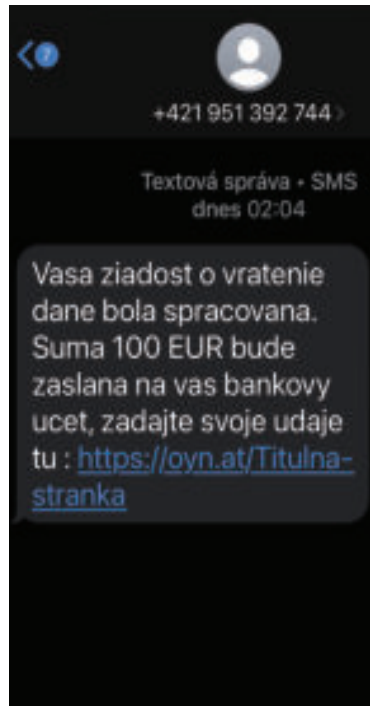 7
+421 951 392 744 >
Textová správa • SMS
dnes 02:04
Vasa ziadost o vratenie
dane bola spracovana.
Suma 100 EUR bude
zaslana na vas bankovy
ucet, zadajte svoje udaje
tu : https://oyn.at/Titulna-
stranka